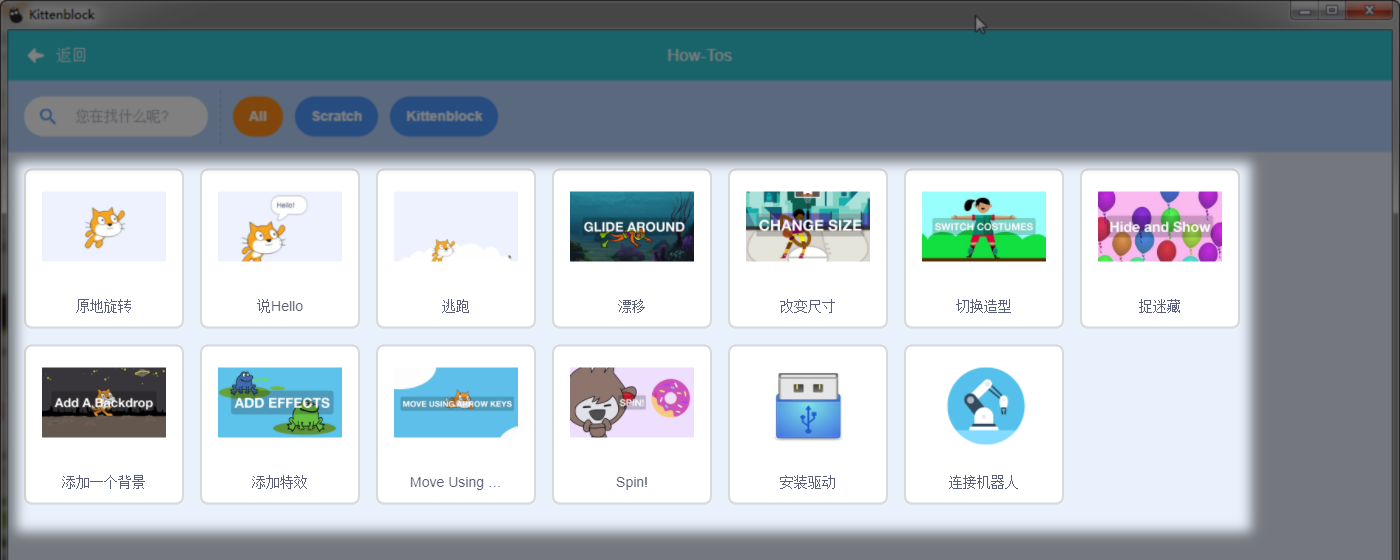 Kittenblock
返回
How-Tos
您在找什么呢?
All
Scratch
Kittenblock
Hello!
GLIDE AROUND
CHANGE SIZE
SWITCH COSTUMES
Hide and Show
原地旋转
说Hello
逃跑
漂移
改变尺寸
切换造型
捉迷藏
Add A Backdrop
ADD EFFECTS
MOVE USING ARROW KEYS
SPIN!
添加一个背景
添加特效
Move Using ...
Spin!
安装驱动
连接机器人